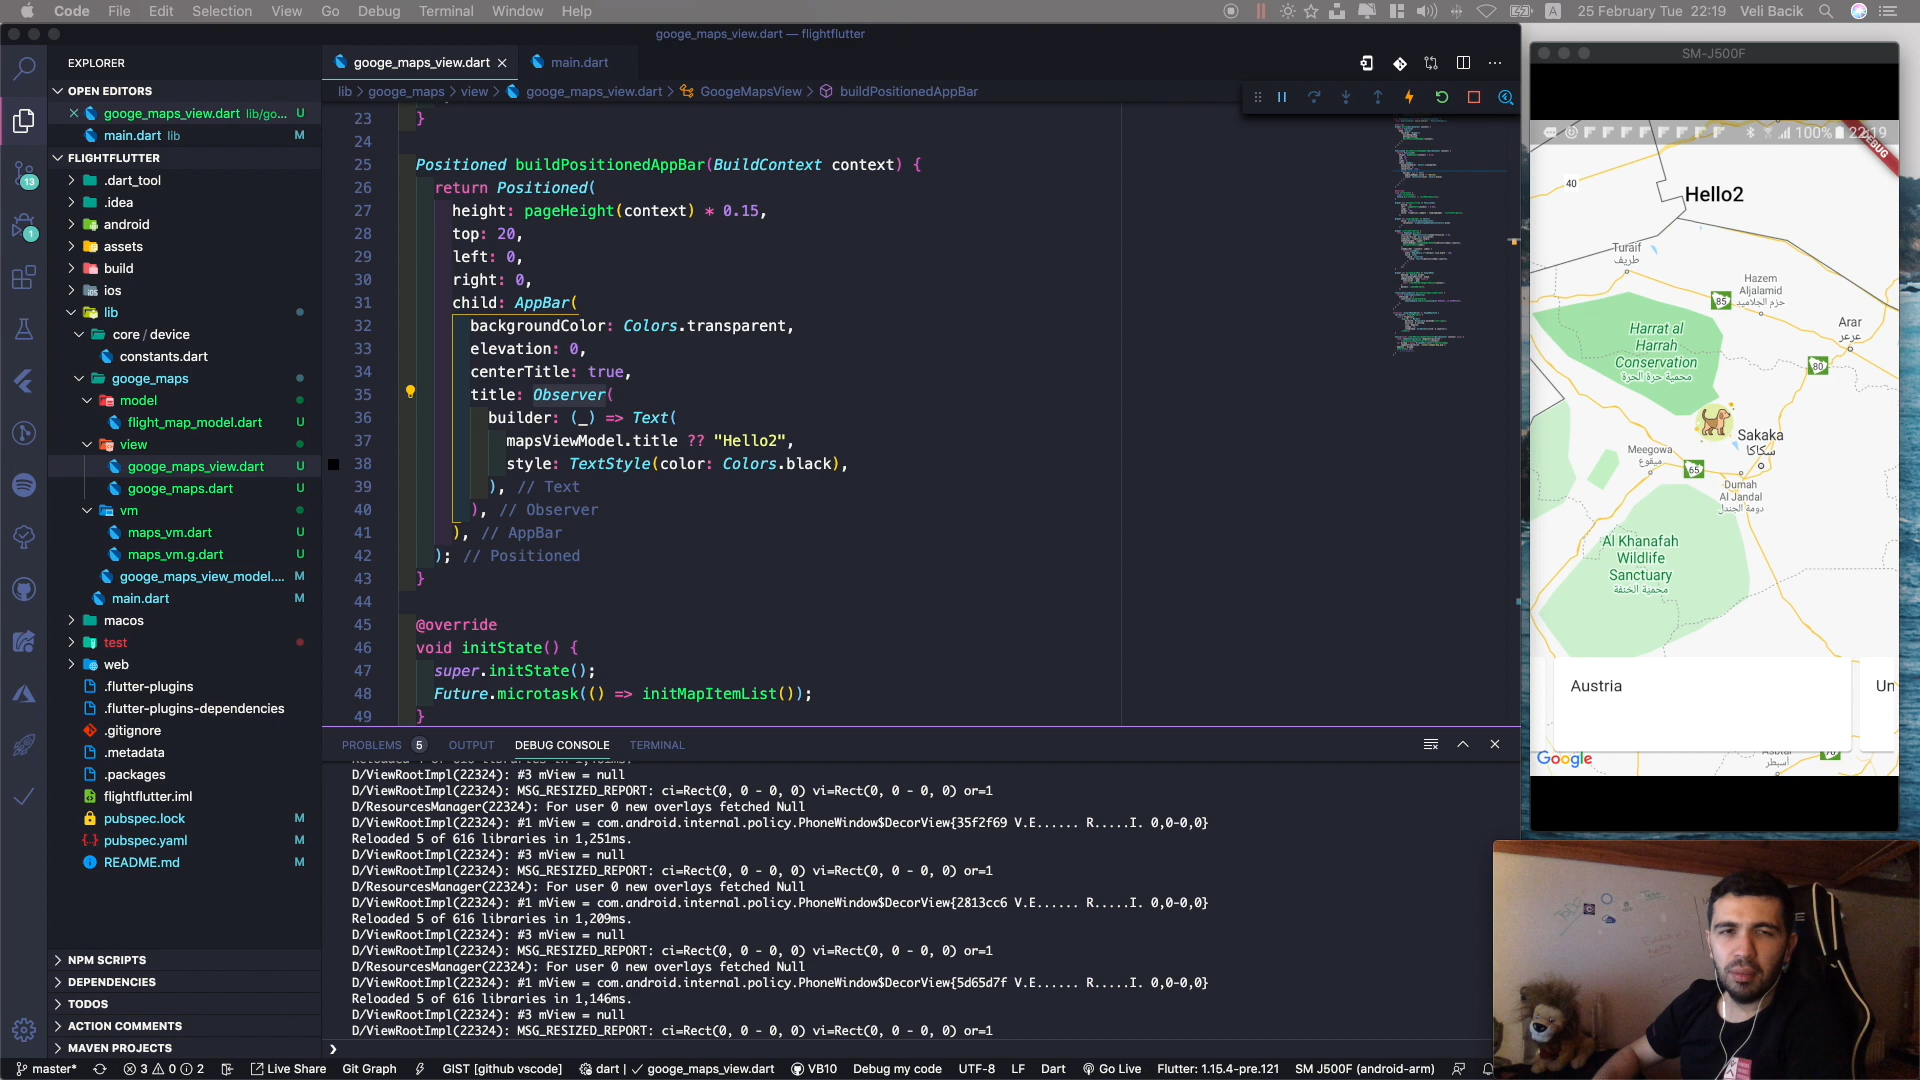 Code File Edit Selection View Go Debug Terminal Window Help
25 February Tue 22:19 Veli Bacik
googe_maps_view.dart — flightflutter
EXPLORER
OPEN EDITORS
googe_maps_view.dart lib/go... U
main.dart lib M
FLIGHTFLUTTER
.dart_tool
.idea
android
assets
build
ios
lib
core / device
constants.dart
googe_maps
model
flight_map_model.dart U
view
googe_maps_view.dart U
googe_maps.dart U
vm
maps_vm.dart U
maps_vm.g.dart U
googe_maps_view_model.... M
main.dart M
macos
test
web
.flutter-plugins
.flutter-plugins-dependencies
.gitignore
.metadata
.packages
flightflutter.iml
pubspec.lock M
pubspec.yaml M
README.md M
NPM SCRIPTS
DEPENDENCIES
TODOS
ACTION COMMENTS
MAVEN PROJECTS
13
1
googe_maps_view.dart main.dart
lib > googe_maps > view > googe_maps_view.dart > GoogeMapsView > buildPositionedAppBar
23 }
24
25 Positioned buildPositionedAppBar(BuildContext context) {
26 return Positioned(
27 height: pageHeight(context) * 0.15,
28 top: 20,
29 left: 0,
30 right: 0,
31 child: AppBar(
32 backgroundColor: Colors.transparent,
33 elevation: 0,
34 centerTitle: true,
35 title: Observer(
36 builder: (_) => Text(
37 mapsViewModel.title ?? "Hello2",
38 style: TextStyle(color: Colors.black),
39 ), // Text
40 ), // Observer
41 ), // AppBar
42 ); // Positioned
43 }
44
45 @override
46 void initState() {
47 super.initState();
48 Future.microtask(() => initMapItemList());
49 }
PROBLEMS 5 OUTPUT DEBUG CONSOLE TERMINAL
D/ViewRootImpl(22324): #3 mView = null
D/ViewRootImpl(22324): MSG_RESIZED_REPORT: ci=Rect(0, 0 - 0, 0) vi=Rect(0, 0 - 0, 0) or=1
D/ResourcesManager(22324): For user 0 new overlays fetched Null
D/ViewRootImpl(22324): #1 mView = com.android.internal.policy.PhoneWindow$DecorView{35f2f69 V.E...... R.....I. 0,0-0,0}
Reloaded 5 of 616 libraries in 1,251ms.
D/ViewRootImpl(22324): #3 mView = null
D/ViewRootImpl(22324): MSG_RESIZED_REPORT: ci=Rect(0, 0 - 0, 0) vi=Rect(0, 0 - 0, 0) or=1
D/ResourcesManager(22324): For user 0 new overlays fetched Null
D/ViewRootImpl(22324): #1 mView = com.android.internal.policy.PhoneWindow$DecorView{2813cc6 V.E...... R.....I. 0,0-0,0}
Reloaded 5 of 616 libraries in 1,209ms.
D/ViewRootImpl(22324): #3 mView = null
D/ViewRootImpl(22324): MSG_RESIZED_REPORT: ci=Rect(0, 0 - 0, 0) vi=Rect(0, 0 - 0, 0) or=1
D/ResourcesManager(22324): For user 0 new overlays fetched Null
D/ViewRootImpl(22324): #1 mView = com.android.internal.policy.PhoneWindow$DecorView{5d65d7f V.E...... R.....I. 0,0-0,0}
Reloaded 5 of 616 libraries in 1,146ms.
D/ViewRootImpl(22324): #3 mView = null
D/ViewRootImpl(22324): MSG_RESIZED_REPORT: ci=Rect(0, 0 - 0, 0) vi=Rect(0, 0 - 0, 0) or=1
master* 3 0 2 Live Share Git Graph GIST [github vscode] dart | googe_maps_view.dart VB10 Debug my code UTF-8 LF Dart Go Live Flutter: 1.15.4-pre.121 SM J500F (android-arm)
SM-J500F
100% 22:19
DEBUG
40
Hello2
Turaif
طريف
Hazem
Aljalamid
حزم الجلاميد
85
Arar
عرعر
Harrat al
Harrah
Conservation
محمية حرة الحرة
80
Sakaka
سكاكا
Meegowa
ميقوع
65
Dumah
Al Jandal
دومة الجندل
Al Khanafah
Wildlife
Sanctuary
محمية الخنفة
Austria
Un
Google